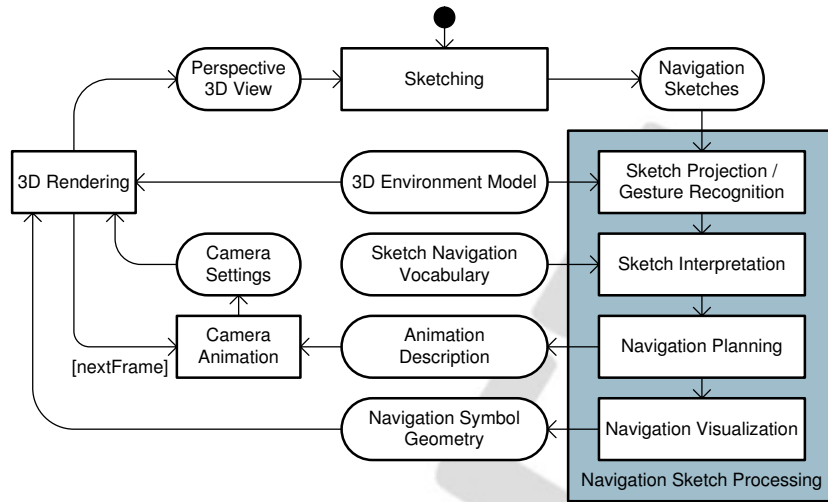 Perspective
3D View
Sketching
Navigation
Sketches
3D Rendering
3D Environment Model
Sketch Projection /
Gesture Recognition
Camera
Settings
Sketch Navigation
Vocabulary
Sketch Interpretation
Camera
Animation
Animation
Description
Navigation Planning
[nextFrame]
Navigation Symbol
Geometry
Navigation Visualization
Navigation Sketch Processing